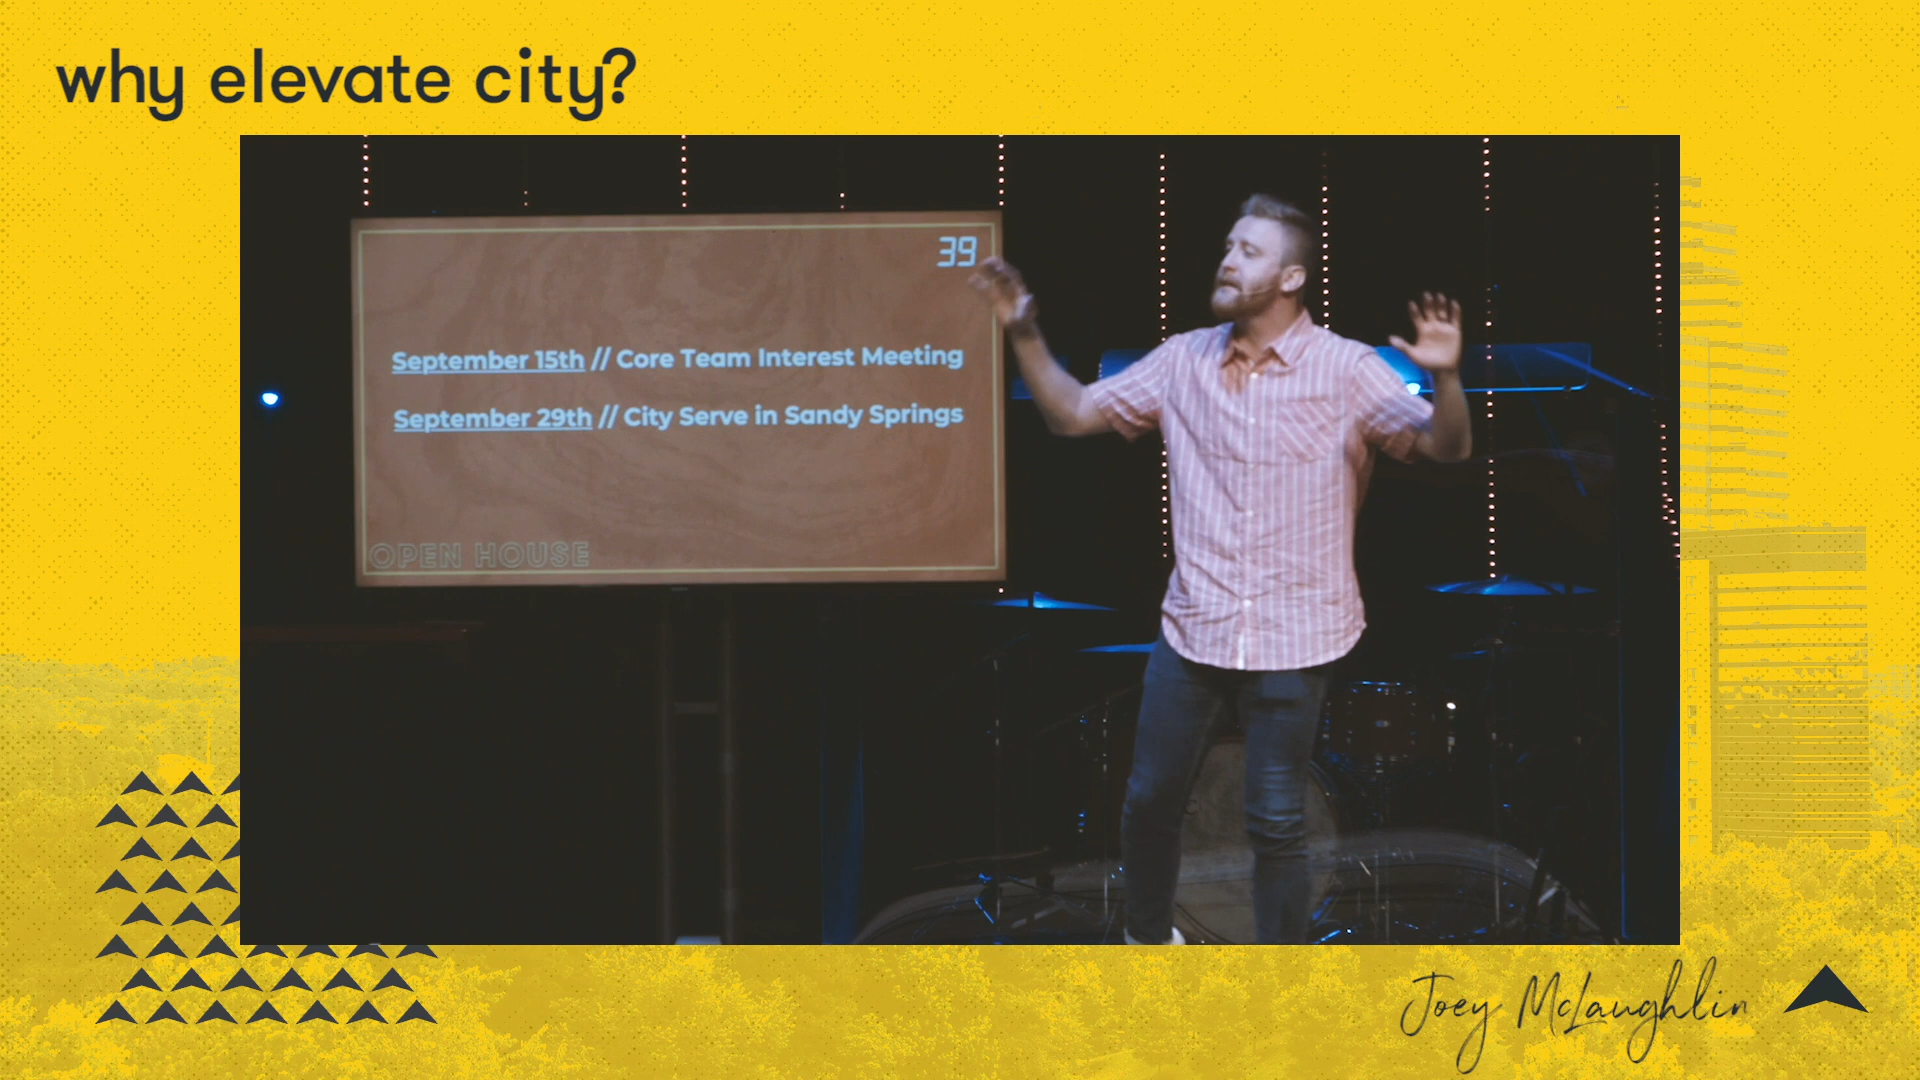 why elevate city?
39
September 15th // Core Team Interest Meeting
September 29th // City Serve in Sandy Springs
OPEN HOUSE
Joey McLaughlin